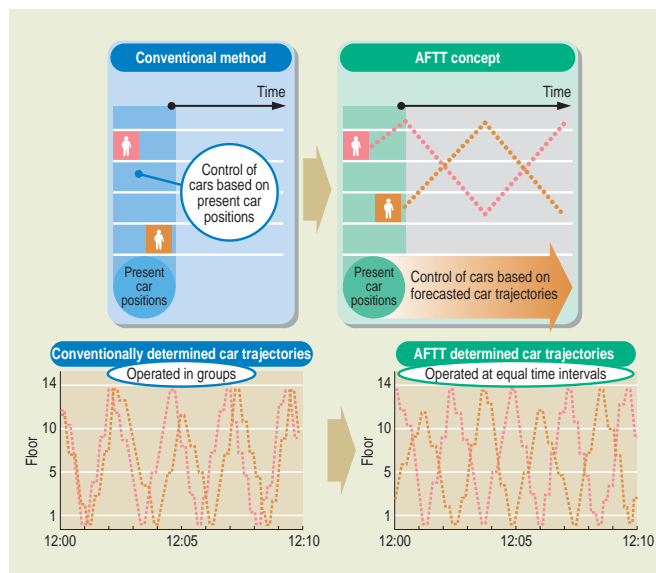 Conventional method
Time
Control of
cars based on
present car
positions
Present
car
positions
AFTT concept
Time
Present
car
positions
Control of cars based on
forecasted car trajectories
Conventionally determined car trajectories
Operated in groups
Floor
14
10
5
1
12:00
12:05
12:10
AFTT determined car trajectories
Operated at equal time intervals
Floor
14
10
5
1
12:00
12:05
12:10